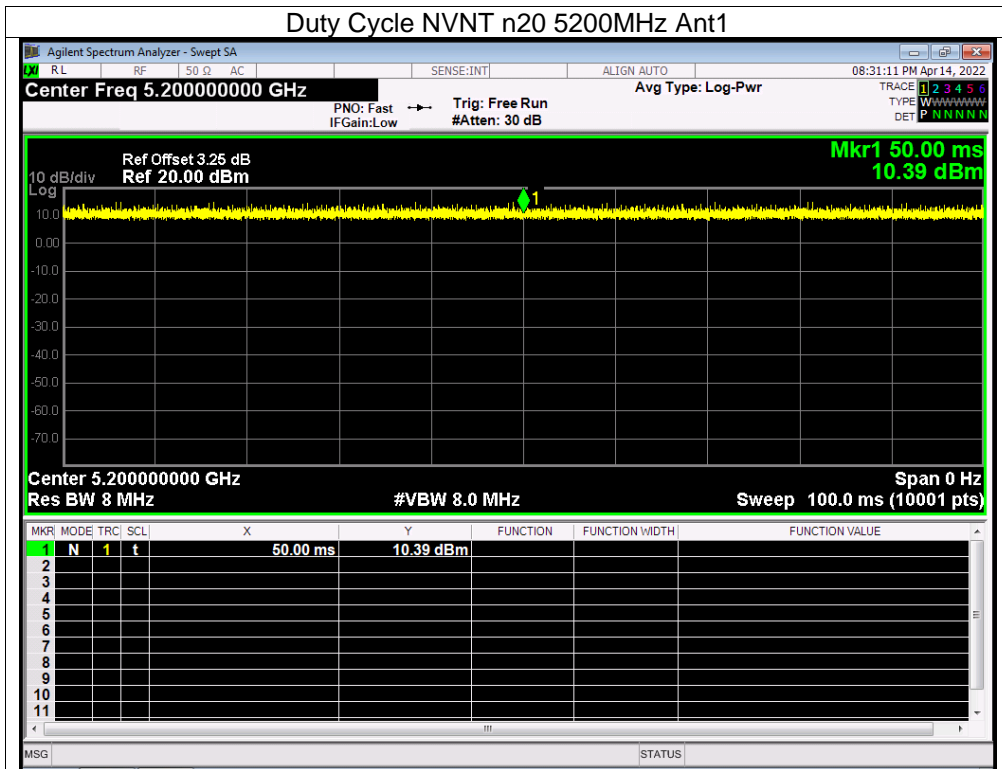 Duty Cycle NVNT n20 5200MHz Ant1
Agilent Spectrum Analyzer - Swept SA
LXI RL RF 50 Ω AC SENSE:INT ALIGN AUTO 08:31:11 PM Apr 14, 2022
Center Freq 5.200000000 GHz Avg Type: Log-Pwr TRACE 1 2 3 4 5 6
PNO: Fast Trig: Free Run TYPE WWWWWW
IFGain:Low #Atten: 30 dB DET P N N N N N
Mkr1 50.00 ms
10.39 dBm
Ref Offset 3.25 dB
10 dB/div Ref 20.00 dBm
Log
1
10.0
0.00
-10.0
-20.0
-30.0
-40.0
-50.0
-60.0
-70.0
Center 5.200000000 GHz Span 0 Hz
Res BW 8 MHz #VBW 8.0 MHz Sweep 100.0 ms (10001 pts)
MKR MODE TRC SCL X Y FUNCTION FUNCTION WIDTH FUNCTION VALUE
1 N 1 t 50.00 ms 10.39 dBm
2
3
4
5
6
7
8
9
10
11
MSG STATUS